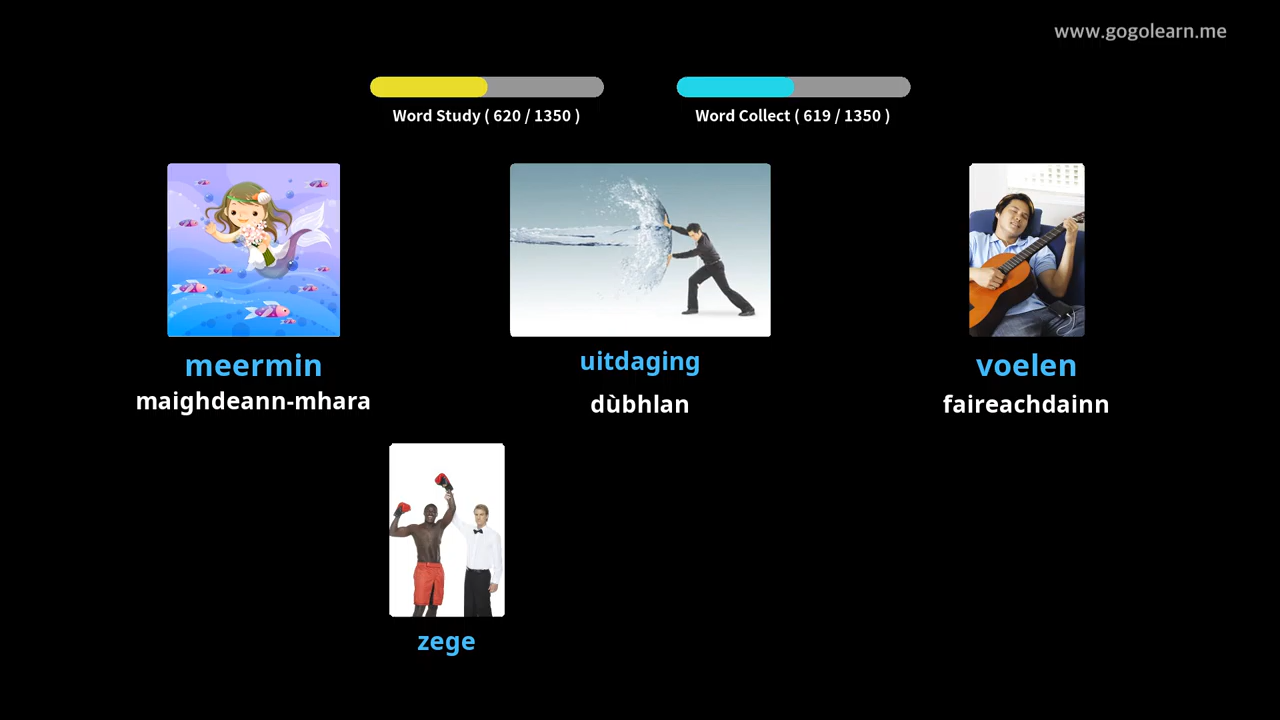 www.gogolearn.me
Word Study ( 620 / 1350 )
Word Collect ( 619 / 1350 )
meermin
maighdeann-mhara
uitdaging
dùbhlan
voelen
faireachdainn
zege